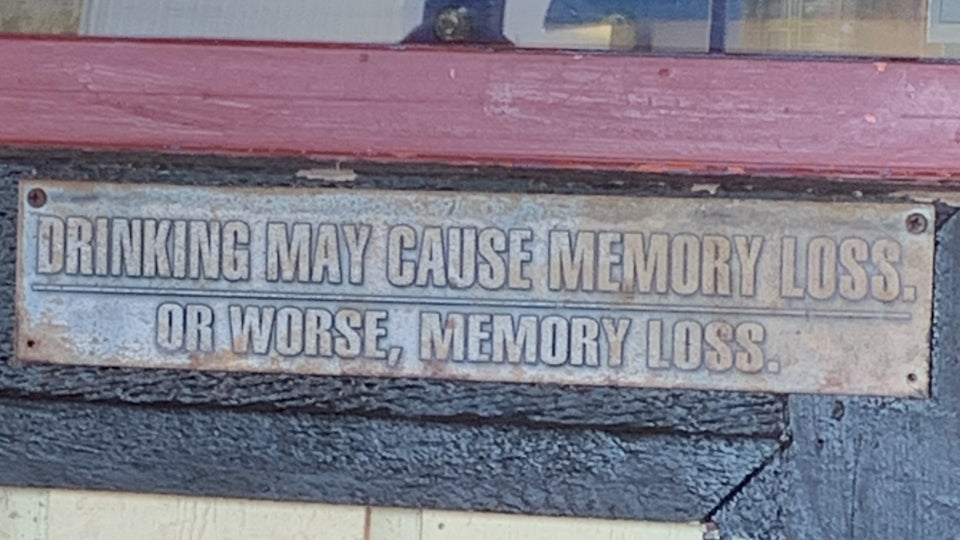 DRINKING MAY CAUSE MEMORY LOSS.
OR WORSE, MEMORY LOSS.